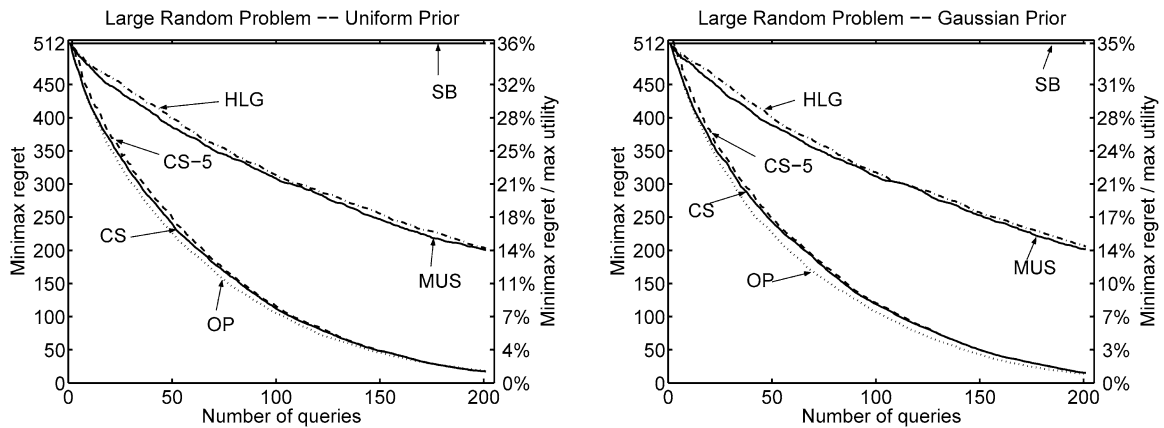 Large Random Problem −− Uniform Prior
512
450
400
350
300
250
200
150
100
50
0
Minimax regret
36%
32%
28%
25%
21%
18%
14%
11%
7%
4%
0%
Minimax regret / max utility
HLG
SB
CS−5
CS
MUS
OP
0 50 100 150 200
Number of queries
Large Random Problem −− Gaussian Prior
512
450
400
350
300
250
200
150
100
50
0
Minimax regret
35%
31%
28%
24%
21%
17%
14%
10%
7%
3%
0%
Minimax regret / max utility
SB
HLG
CS−5
CS
MUS
OP
0 50 100 150 200
Number of queries